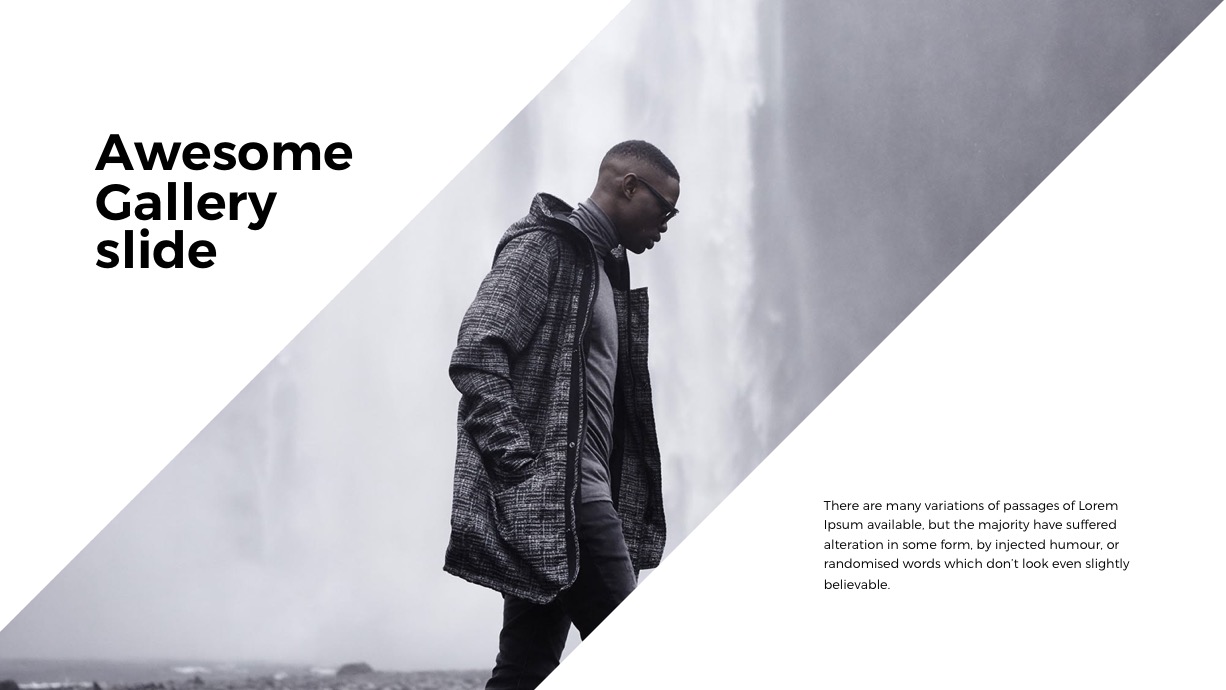 Awesome
Gallery
slide
There are many variations of passages of Lorem
Ipsum available, but the majority have suffered
alteration in some form, by injected humour, or
randomised words which don't look even slightly
believable.